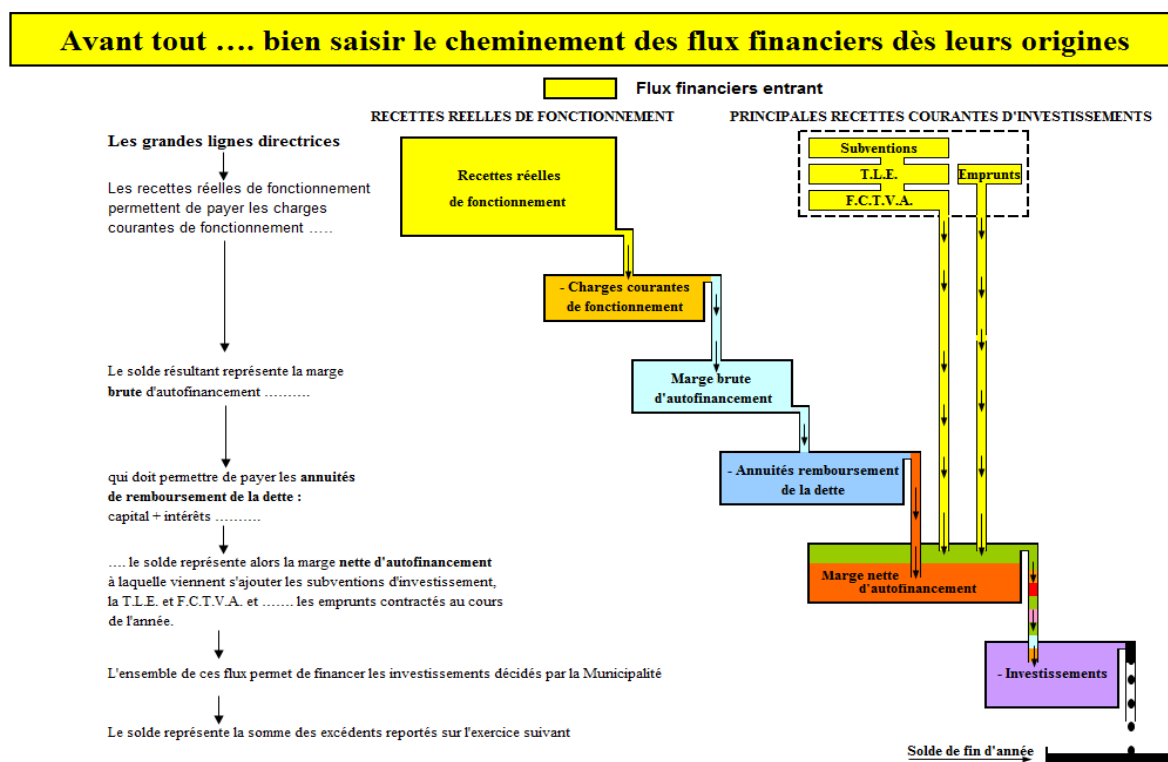 Avant tout .... bien saisir le cheminement des flux financiers dès leurs origines
Flux financiers entrant
RECETTES REELLES DE FONCTIONNEMENT
PRINCIPALES RECETTES COURANTES D'INVESTISSEMENTS
Les grandes lignes directrices
Les recettes réelles de fonctionnement
permettent de payer les charges
courantes de fonctionnement .....
Le solde résultant représente la marge
brute d'autofinancement ..........
qui doit permettre de payer les annuités
de remboursement de la dette :
capital + intérêts ..........
.... le solde représente alors la marge nette d'autofinancement
à laquelle viennent s'ajouter les subventions d'investissement,
la T.L.E. et F.C.T.V.A. et ....... les emprunts contractés au cours
de l'année.
L'ensemble de ces flux permet de financer les investissements décidés par la Municipalité
Le solde représente la somme des excédents reportés sur l'exercice suivant
Recettes réelles
de fonctionnement
Subventions
T.L.E.
F.C.T.V.A.
Emprunts
- Charges courantes
de fonctionnement
Marge brute
d'autofinancement
- Annuités remboursement
de la dette
Marge nette
d'autofinancement
- Investissements
Solde de fin d'année